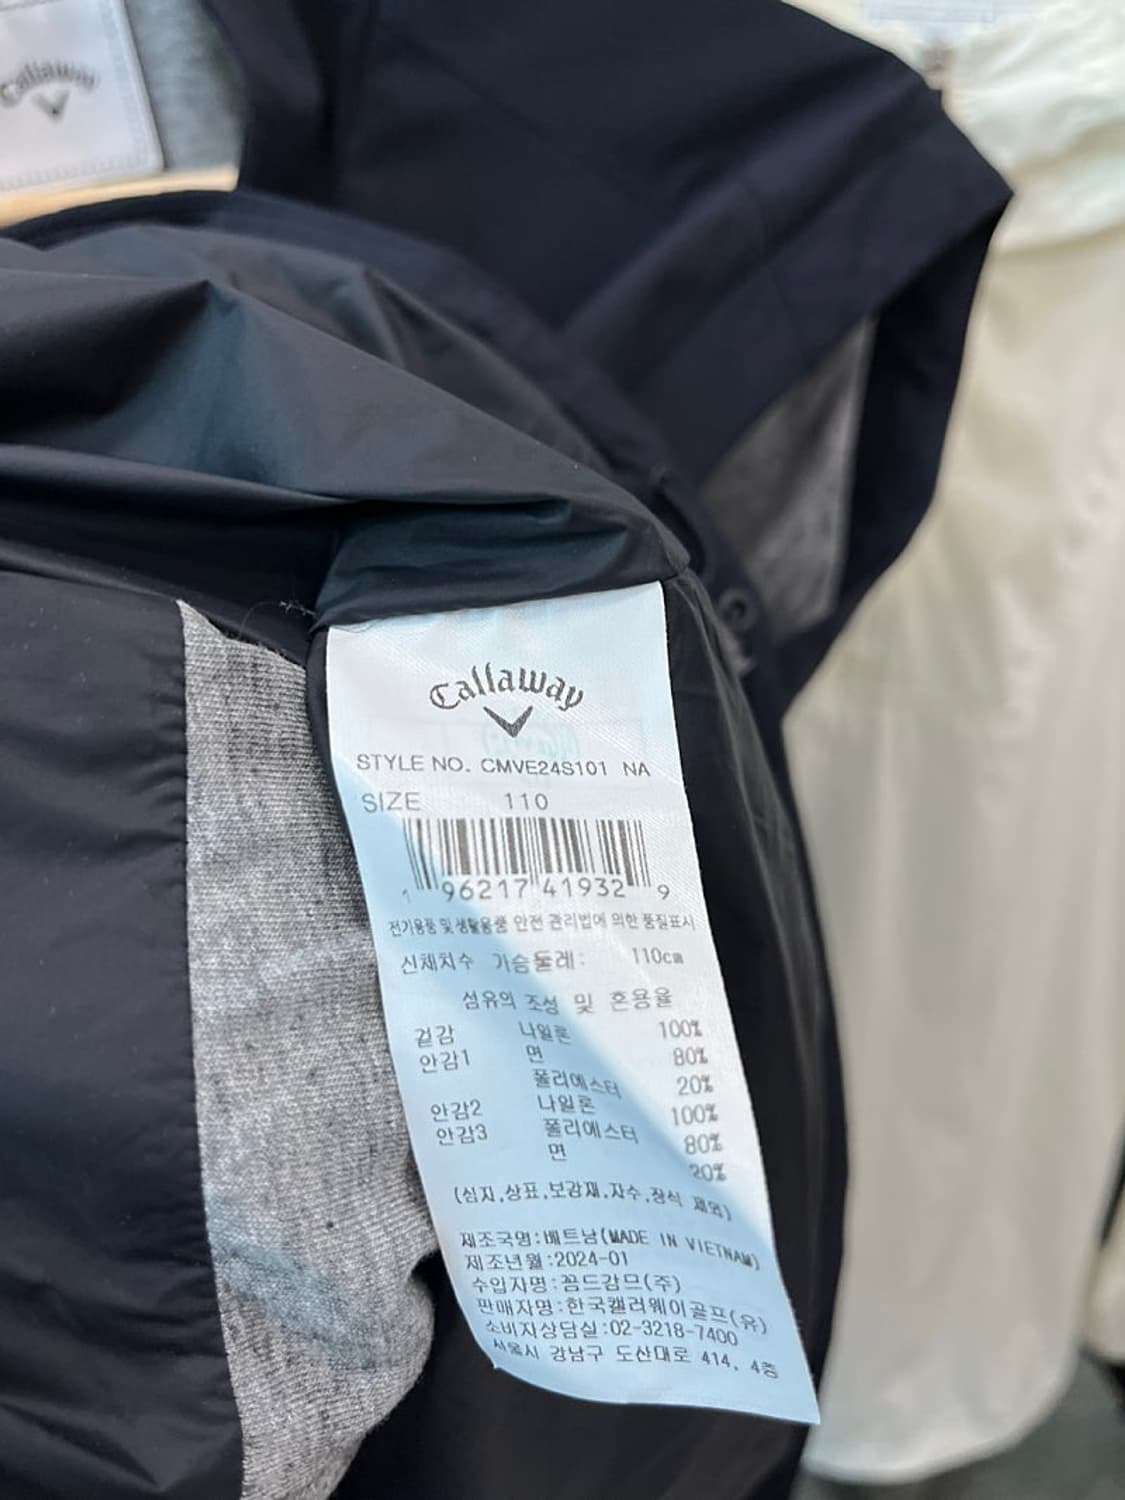 Callaway
Callaway
STYLE NO. CMVE24S101 NA
SIZE 110
1 96217 41932 9
전기용품 및 생활용품 안전 관리법에 의한 품질표시
신체치수 가슴둘레: 110cm
섬유의 조성 및 혼용율
겉감 나일론 100%
안감1 면 80%
폴리에스터 20%
안감2 나일론 100%
안감3 폴리에스터 80%
면 20%
(심지,상표,보강재,자수,장식 제외)
제조국명:베트남(MADE IN VIETNAM)
제조년월:2024-01
수입자명:꼼드감므(주)
판매자명:한국캘러웨이골프(유)
소비자상담실:02-3218-7400
서울시 강남구 도산대로 414, 4층